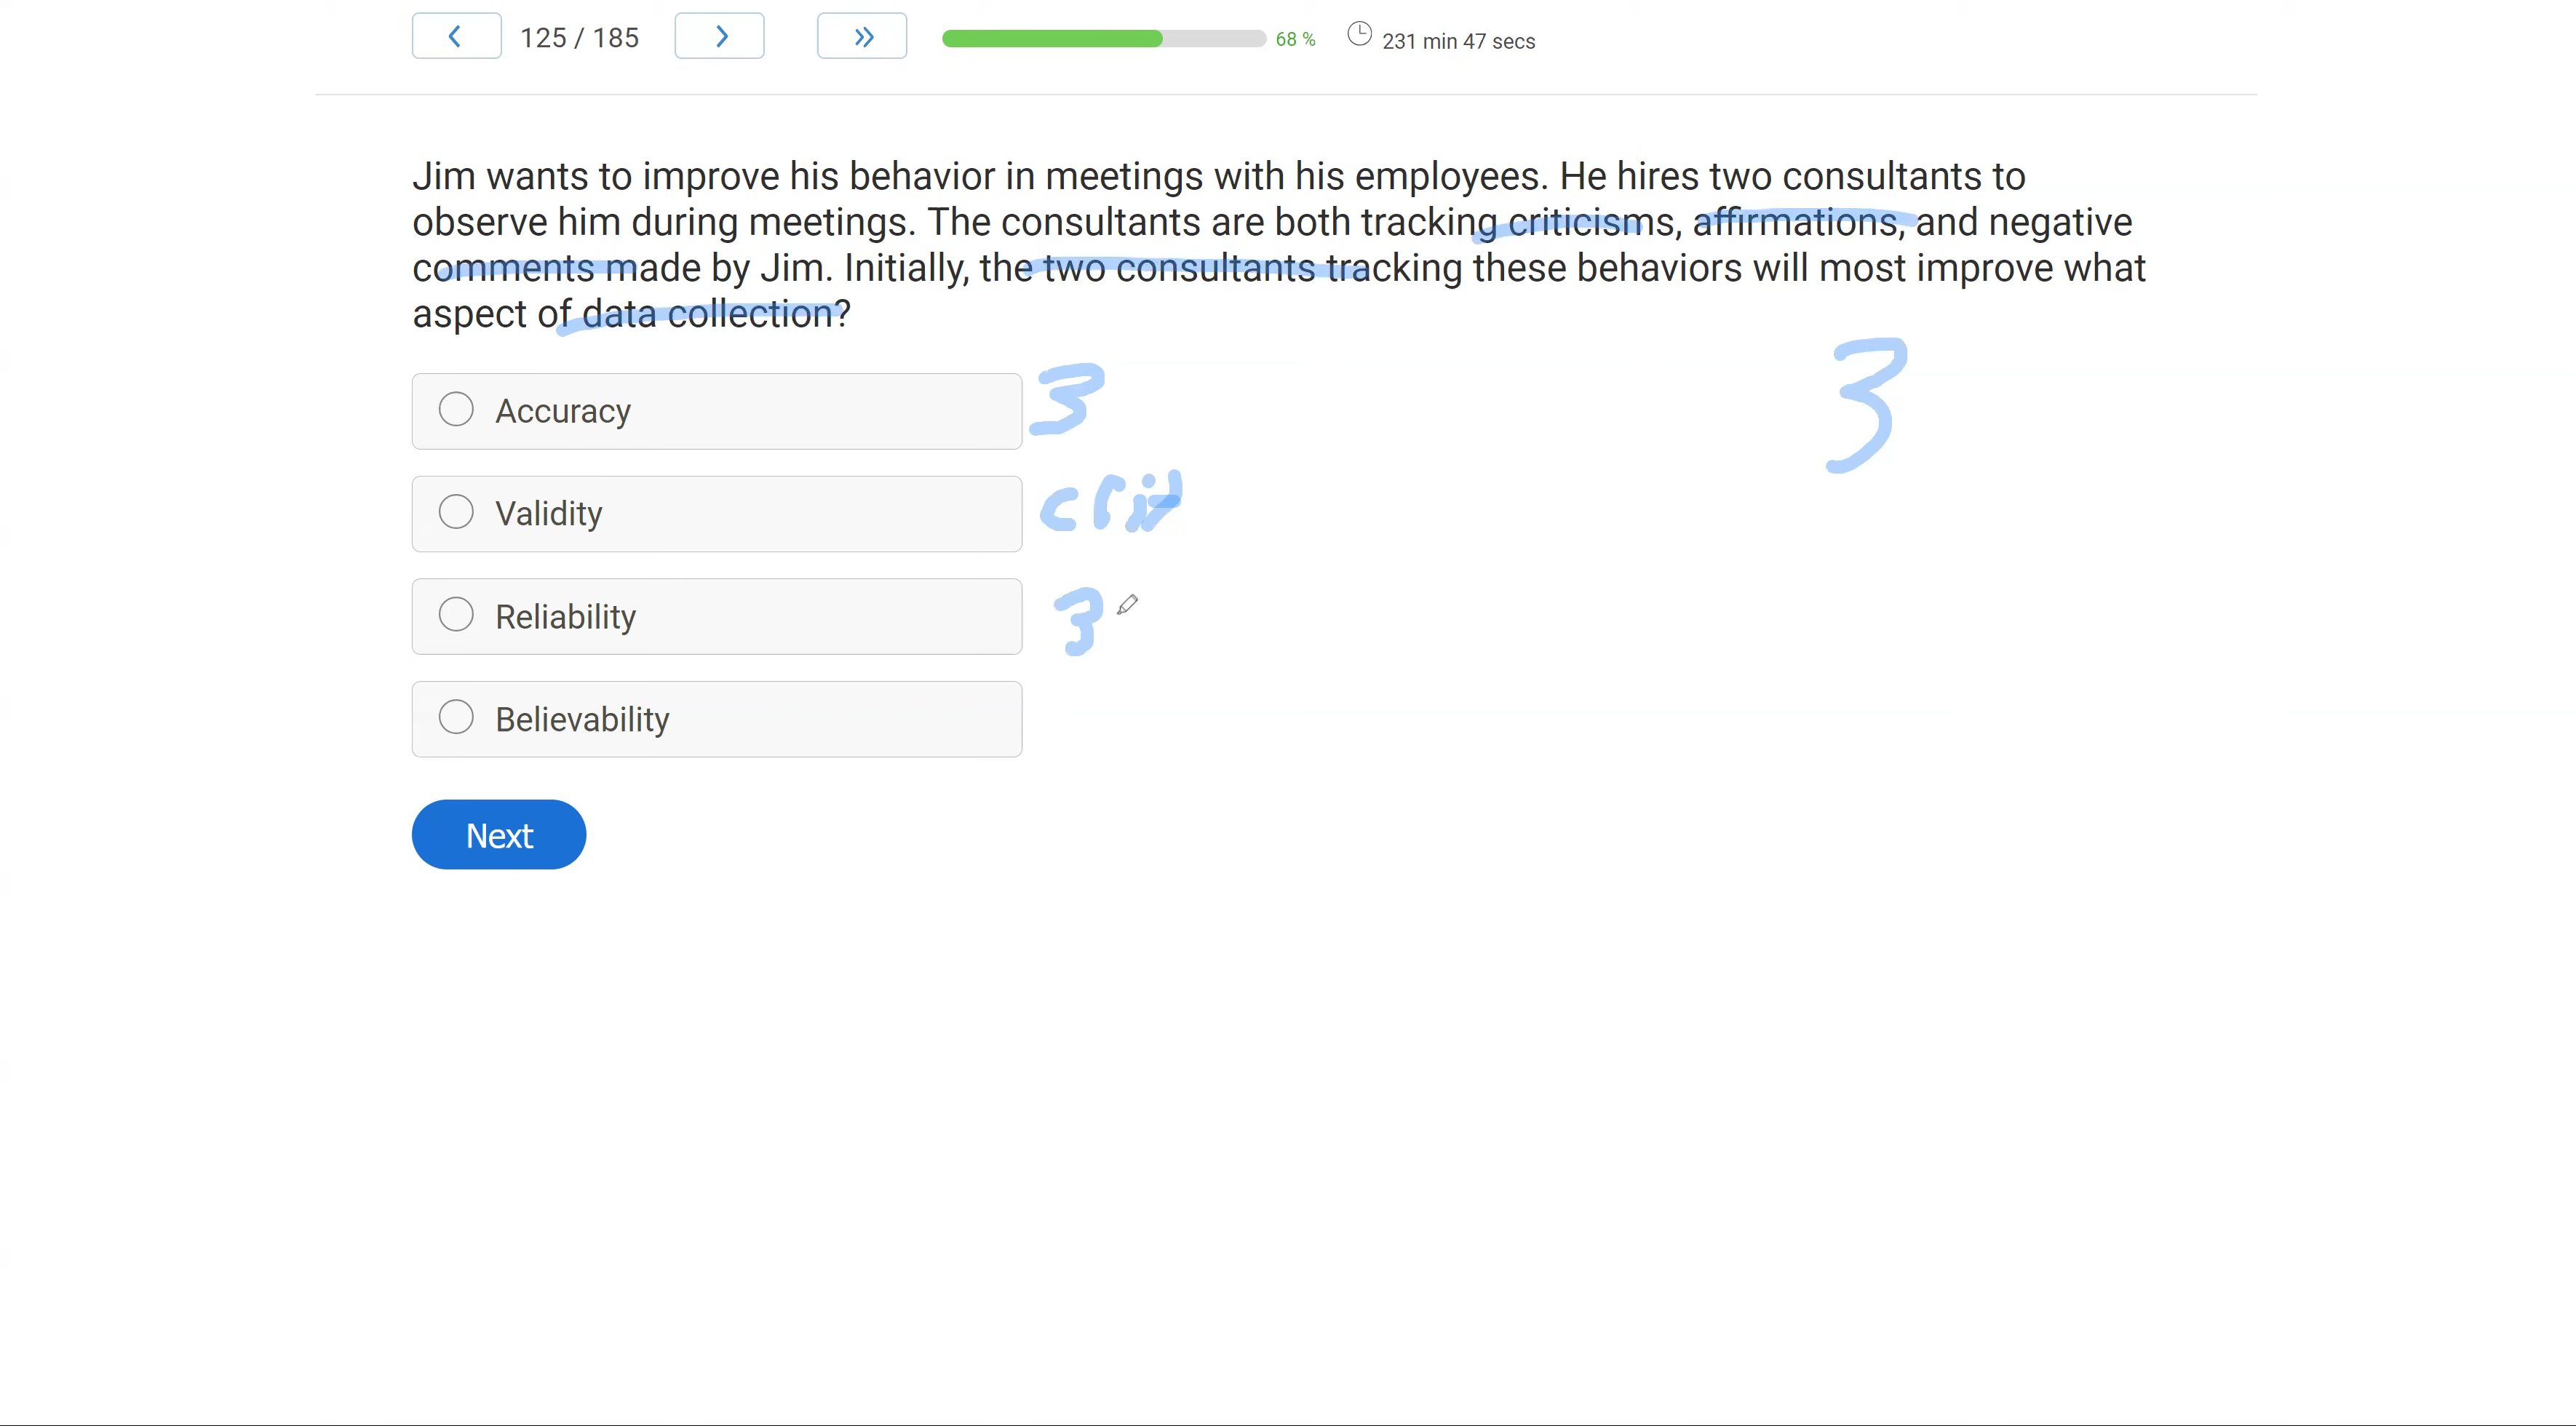 125 / 185
68 %
231 min 47 secs
Jim wants to improve his behavior in meetings with his employees. He hires two consultants to
observe him during meetings. The consultants are both tracking criticisms, affirmations, and negative
comments made by Jim. Initially, the two consultants tracking these behaviors will most improve what
aspect of data collection?
3
Accuracy
3
Validity
crit
Reliability
3
Believability
Next